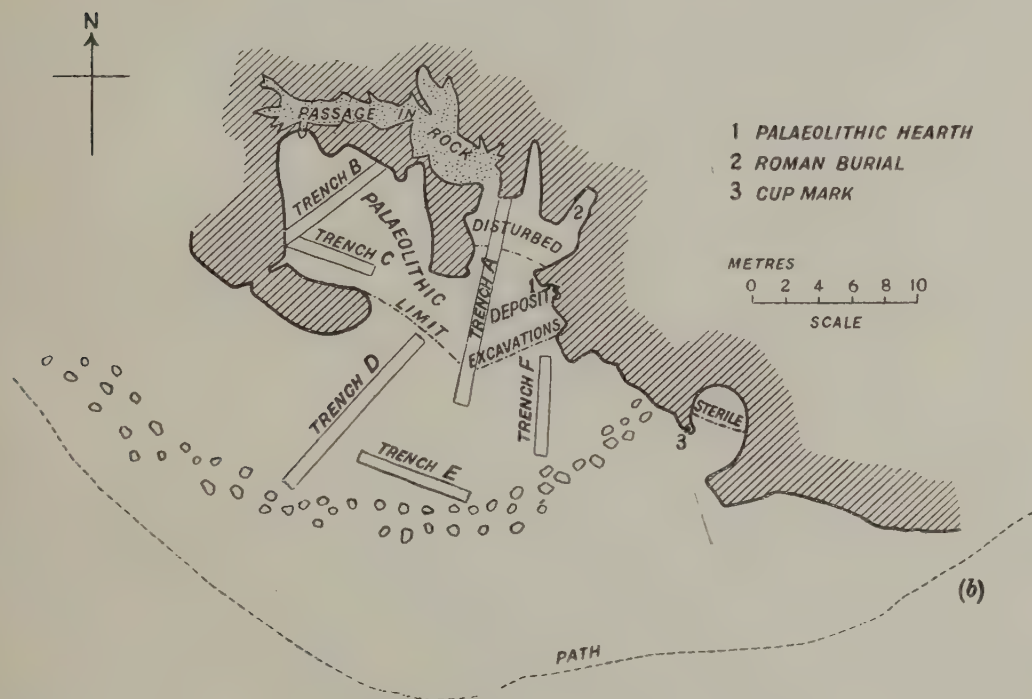 N
PASSAGE IN ROCK
1 PALAEOLITHIC HEARTH
2 ROMAN BURIAL
3 CUP MARK
TRENCH B
PALAEOLITHIC
2
DISTURBED
TRENCH C
METRES
0 2 4 6 8 10
SCALE
TRENCH A
1
DEPOSITS
LIMIT
EXCAVATIONS
TRENCH D
TRENCH F
STERILE
3
TRENCH E
(b)
PATH